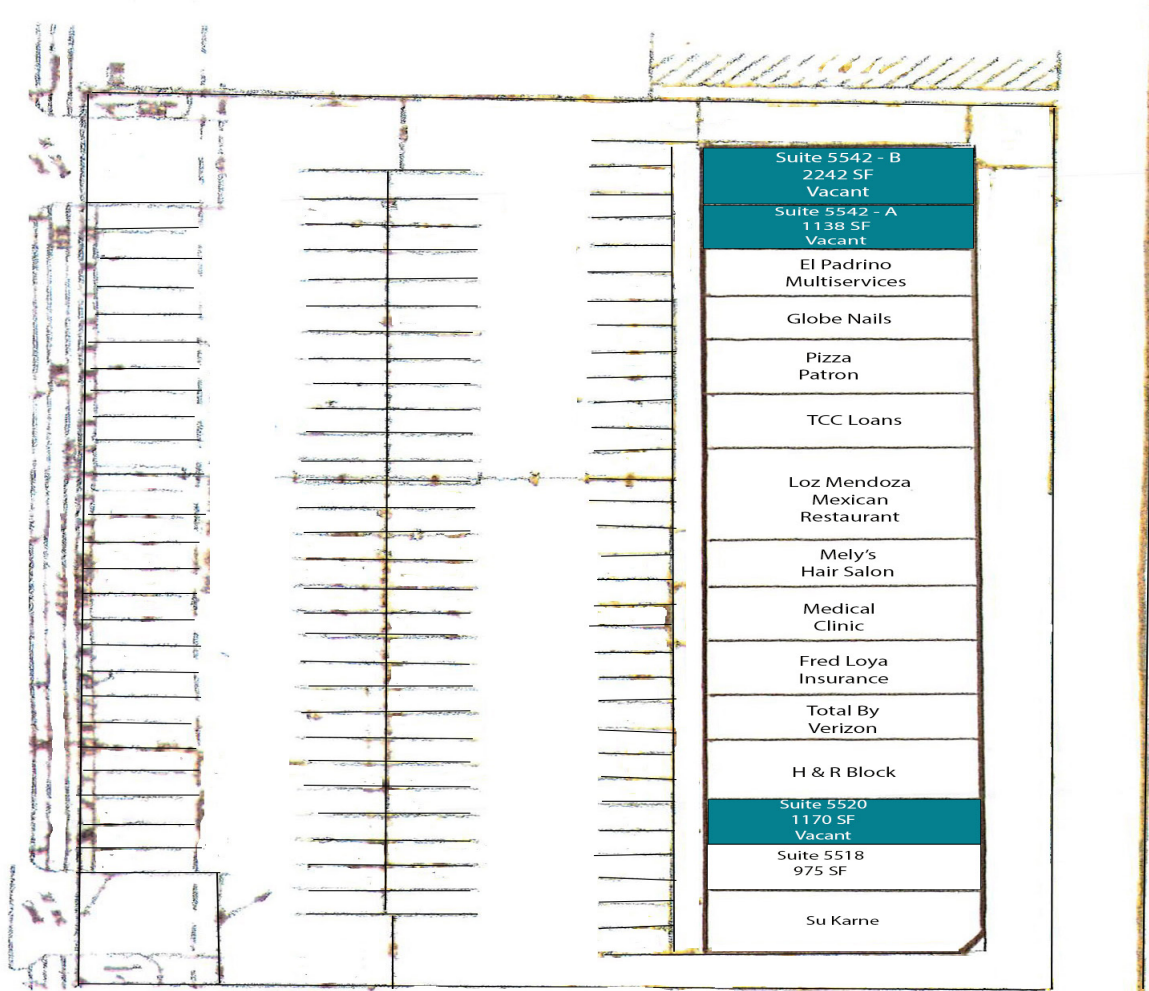 Suite 5542 - B
2242 SF
Vacant
Suite 5542 - A
1138 SF
Vacant
El Padrino
Multiservices
Globe Nails
Pizza
Patron
TCC Loans
Loz Mendoza
Mexican
Restaurant
Mely's
Hair Salon
Medical
Clinic
Fred Loya
Insurance
Total By
Verizon
H & R Block
Suite 5520
1170 SF
Vacant
Suite 5518
975 SF
Su Karne